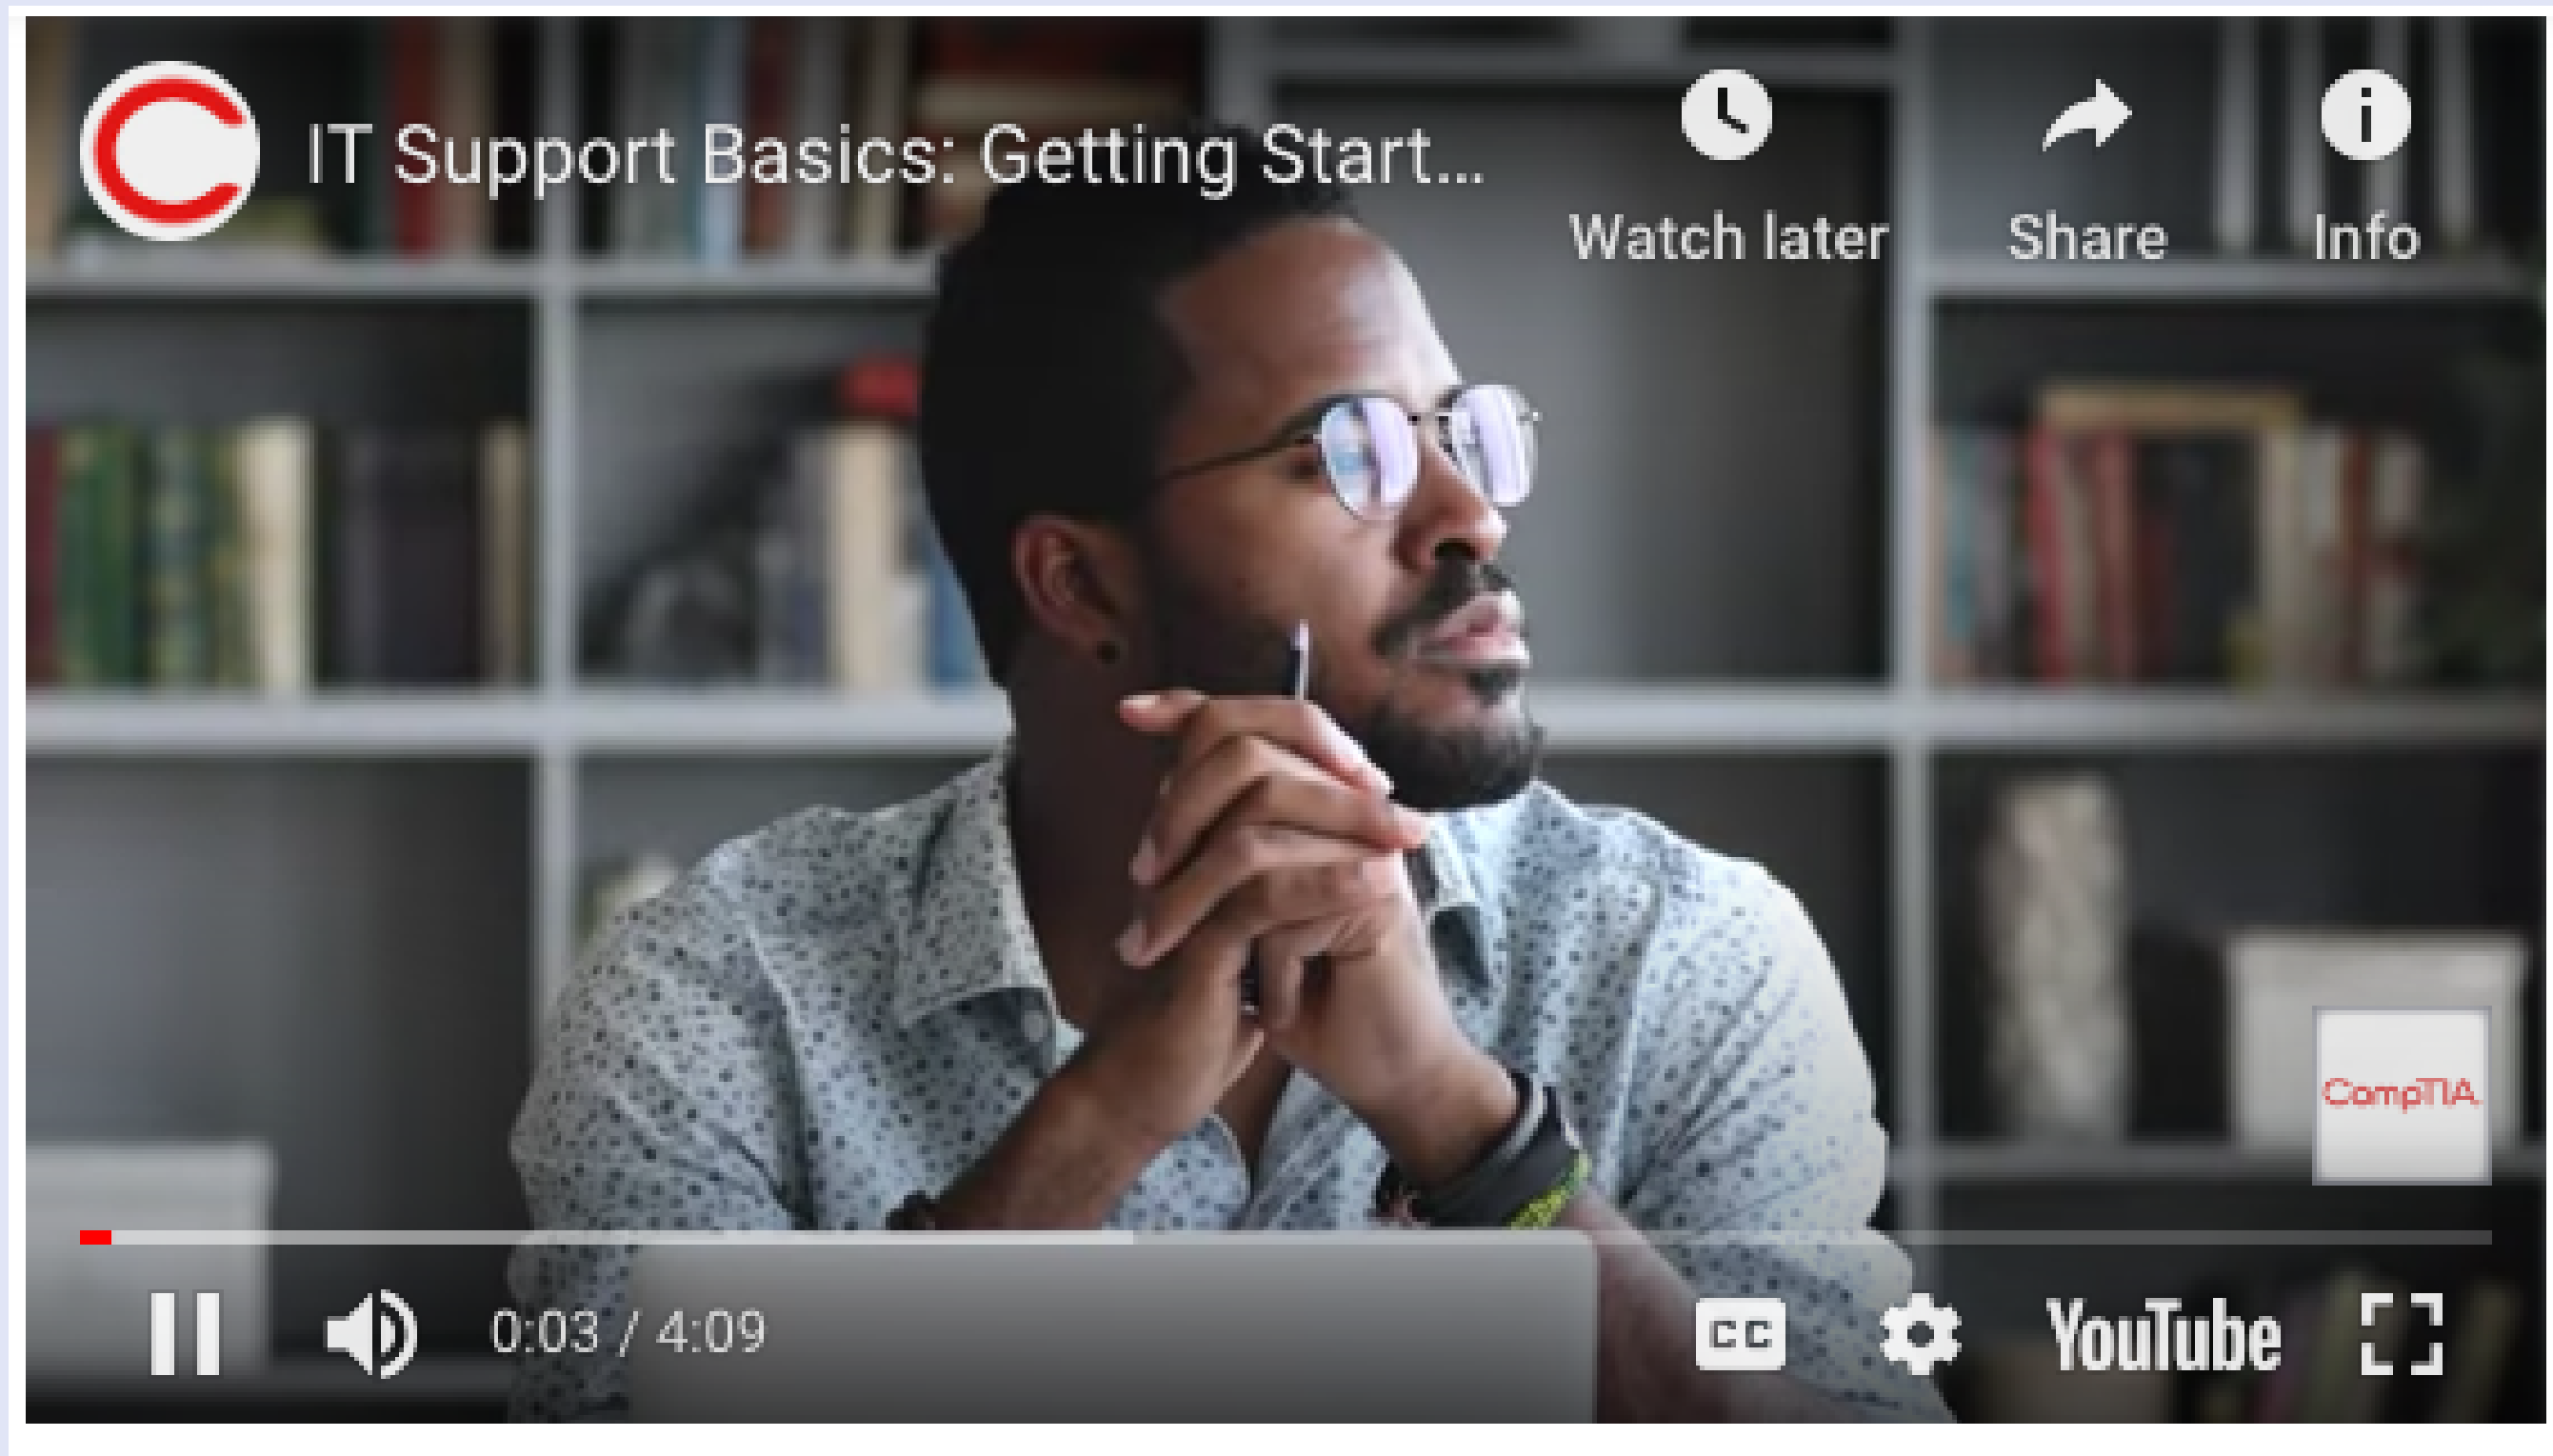 IT Support Basics: Getting Start...
Watch later
Share
Info
CompTIA.
0:03 / 4:09
CC
YouTube